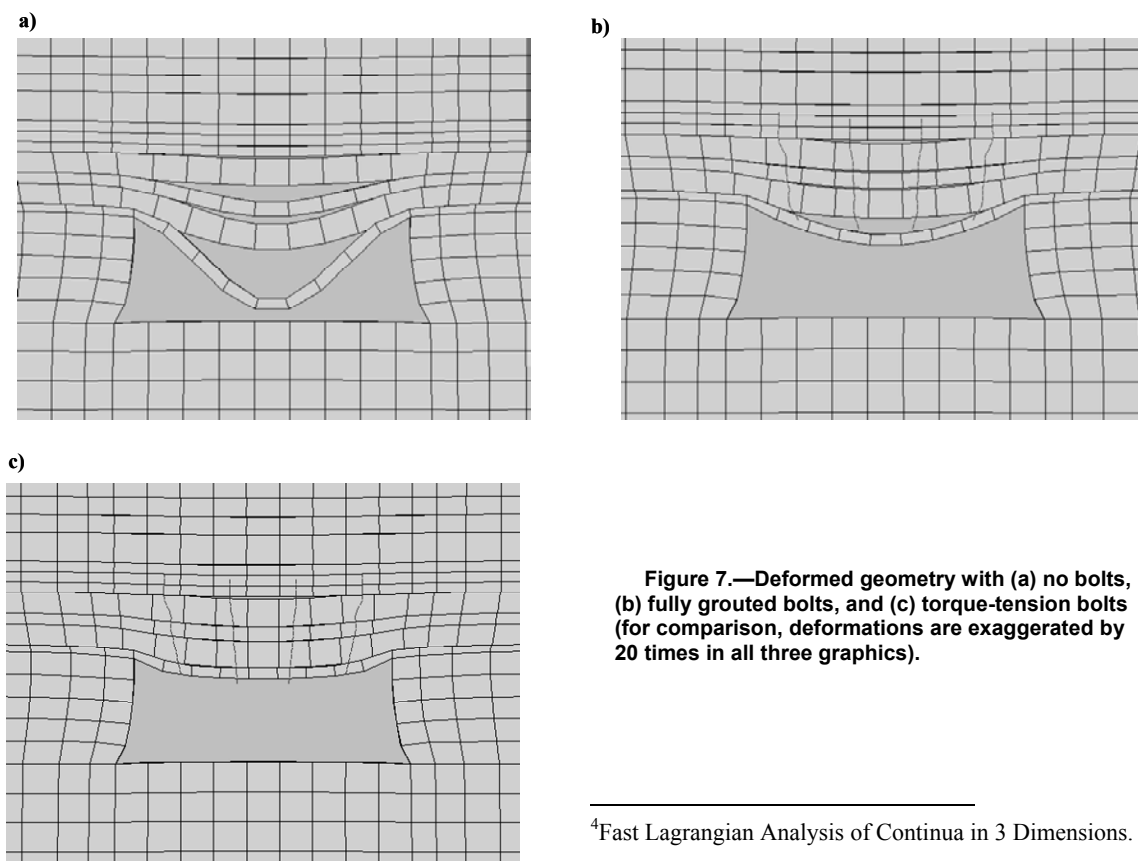 a)
b)
c)
Figure 7.—Deformed geometry with (a) no bolts,
(b) fully grouted bolts, and (c) torque-tension bolts
(for comparison, deformations are exaggerated by
20 times in all three graphics).
⁴Fast Lagrangian Analysis of Continua in 3 Dimensions.